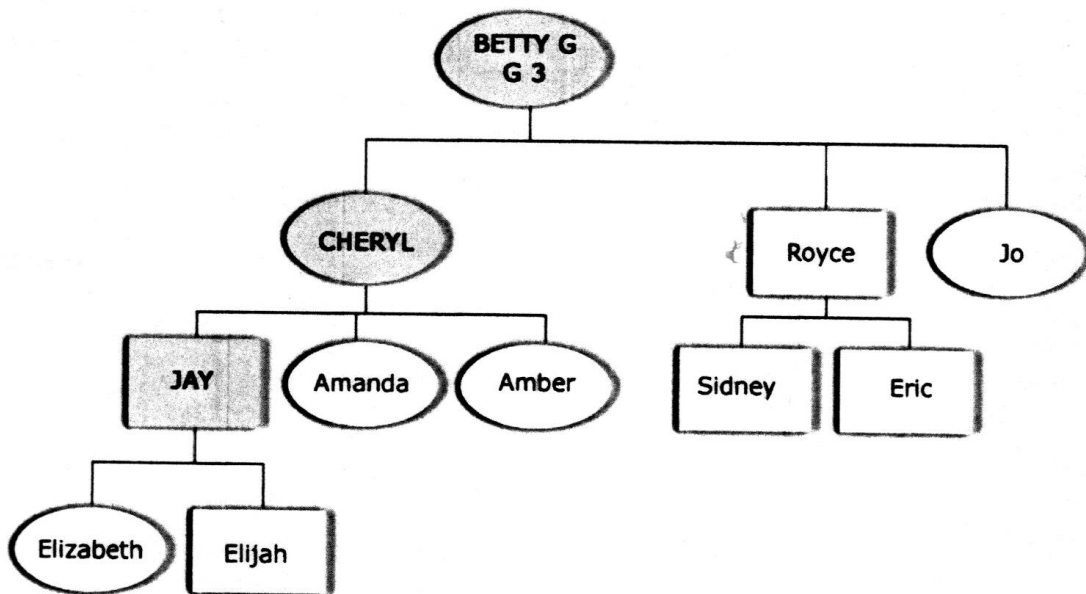 BETTY G
G 3
CHERYL
Royce
Jo
JAY
Amanda
Amber
Sidney
Eric
Elizabeth
Elijah